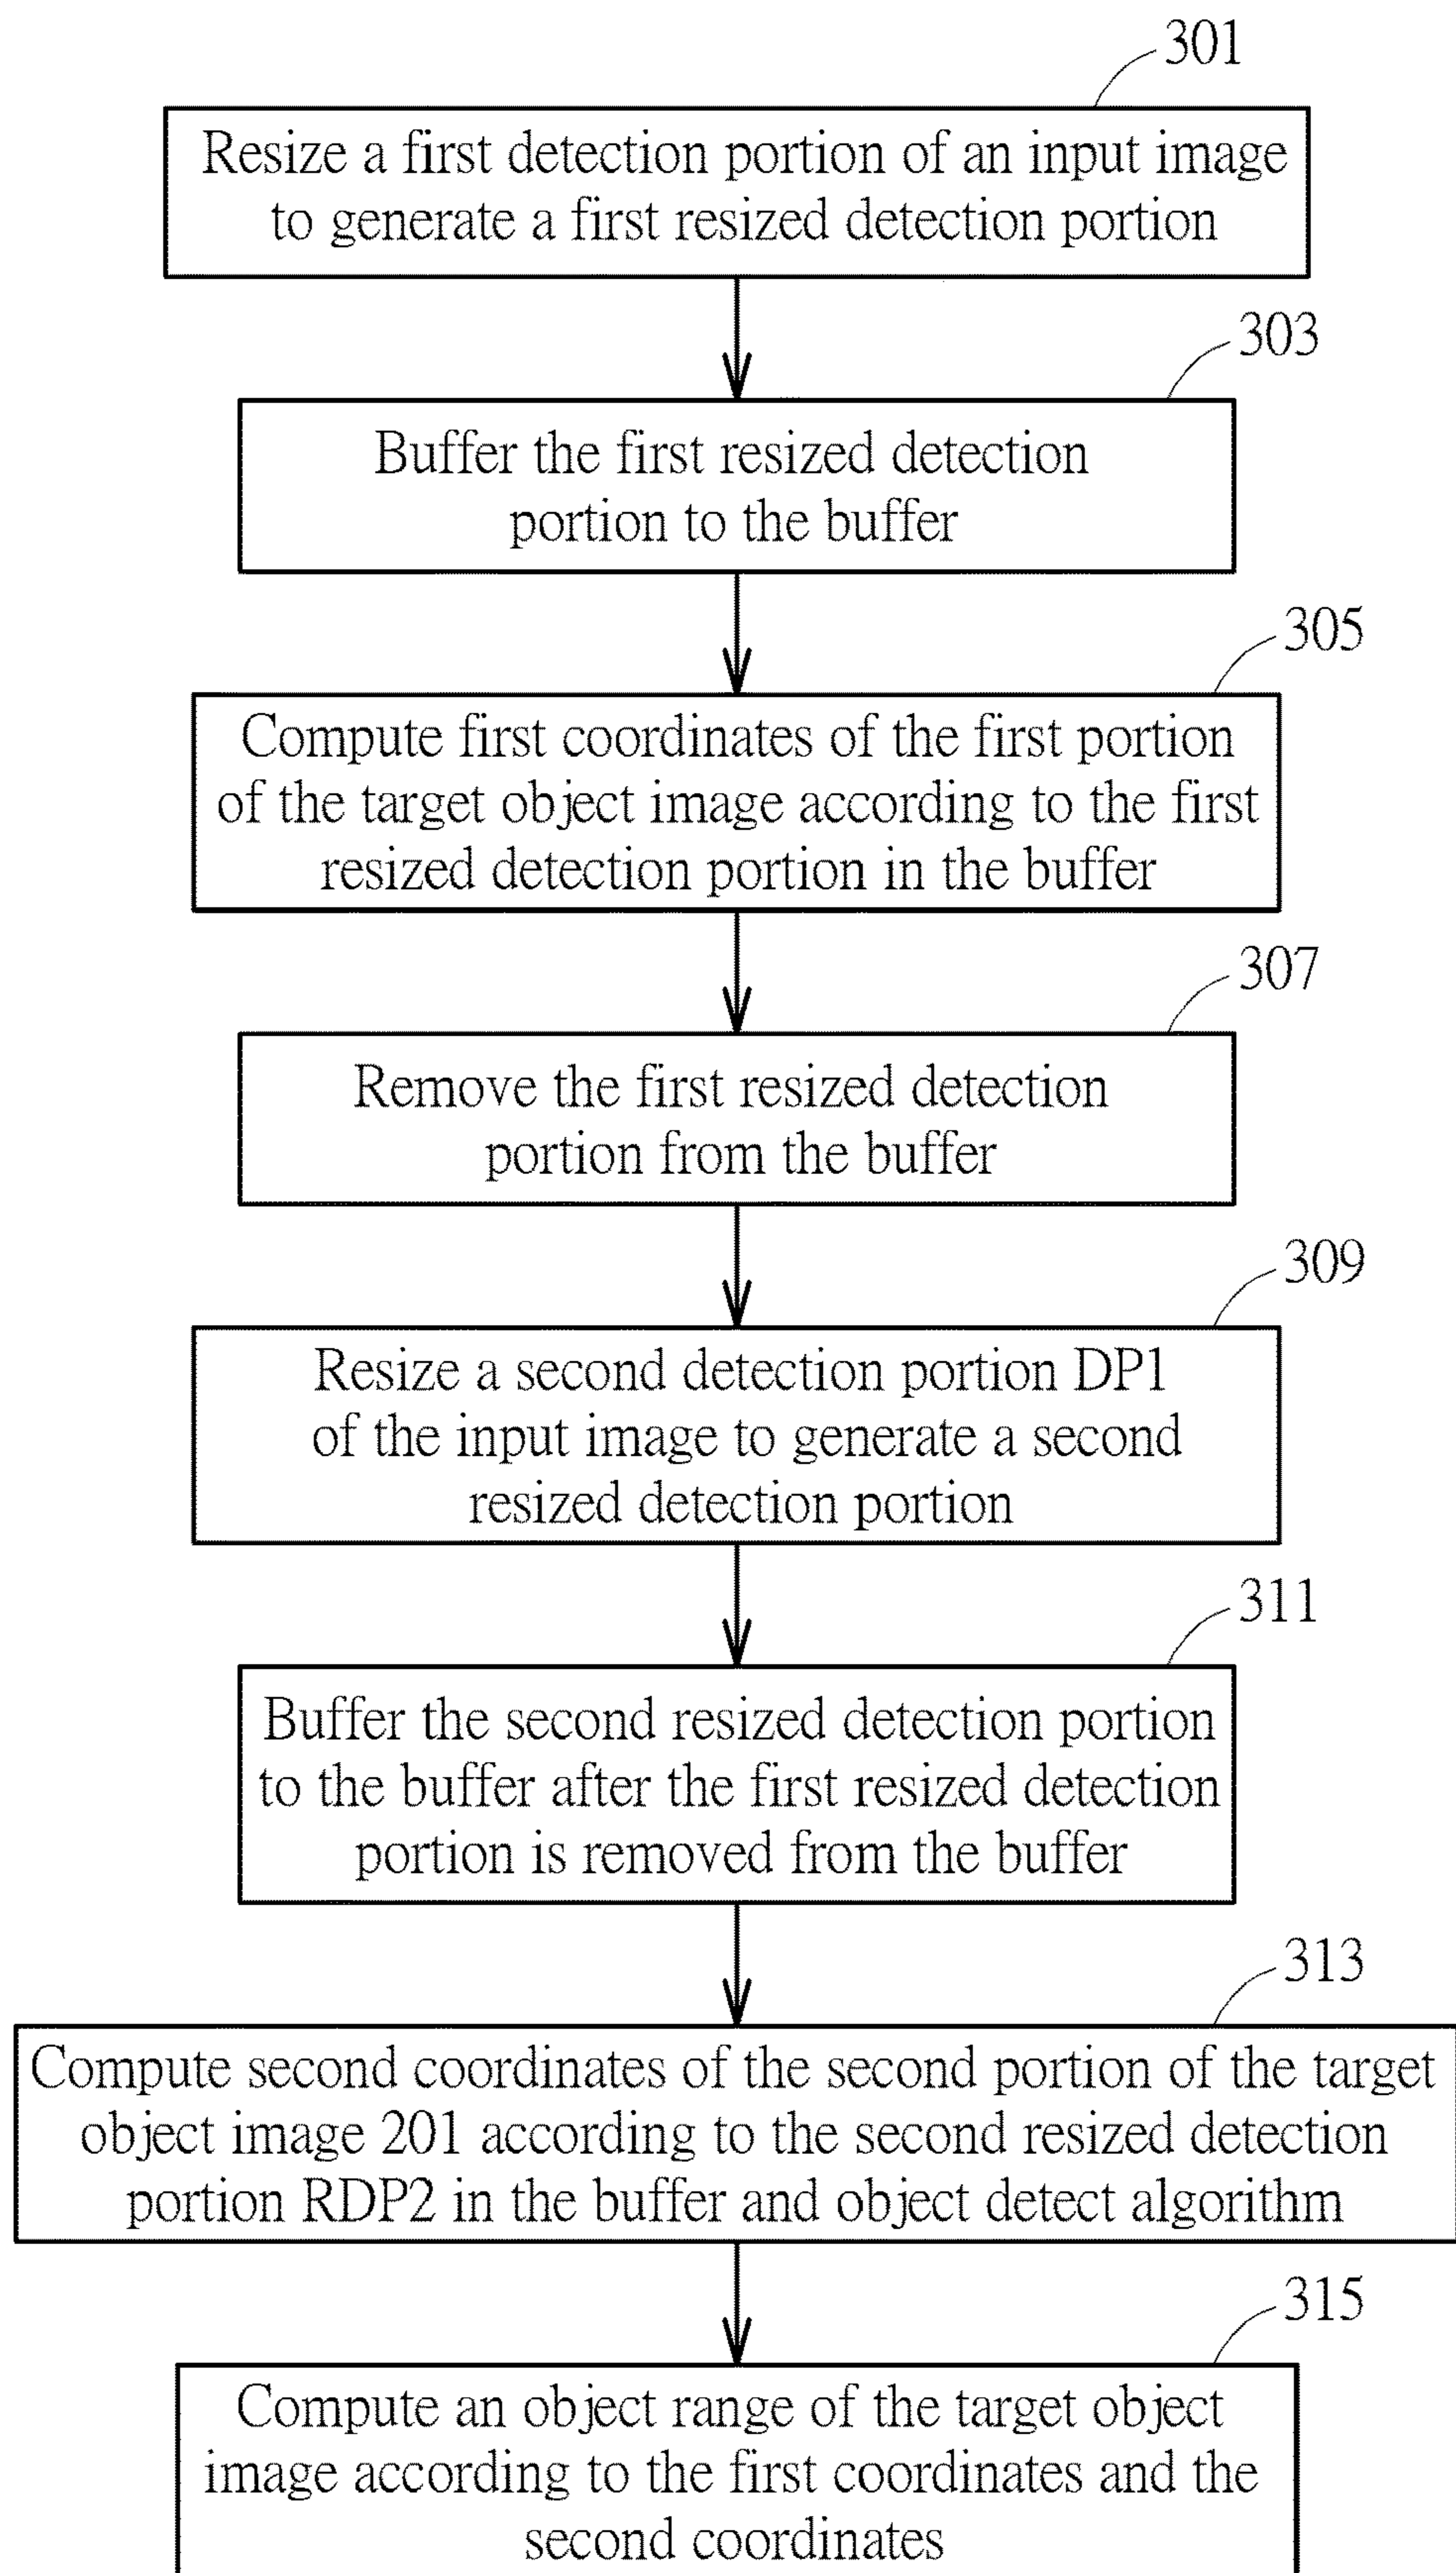 301
Resize a first detection portion of an input image
to generate a first resized detection portion
303
Buffer the first resized detection
portion to the buffer
305
Compute first coordinates of the first portion
of the target object image according to the first
resized detection portion in the buffer
307
Remove the first resized detection
portion from the buffer
309
Resize a second detection portion DP1
of the input image to generate a second
resized detection portion
311
Buffer the second resized detection portion
to the buffer after the first resized detection
portion is removed from the buffer
313
Compute second coordinates of the second portion of the target
object image 201 according to the second resized detection
portion RDP2 in the buffer and object detect algorithm
315
Compute an object range of the target object
image according to the first coordinates and the
second coordinates